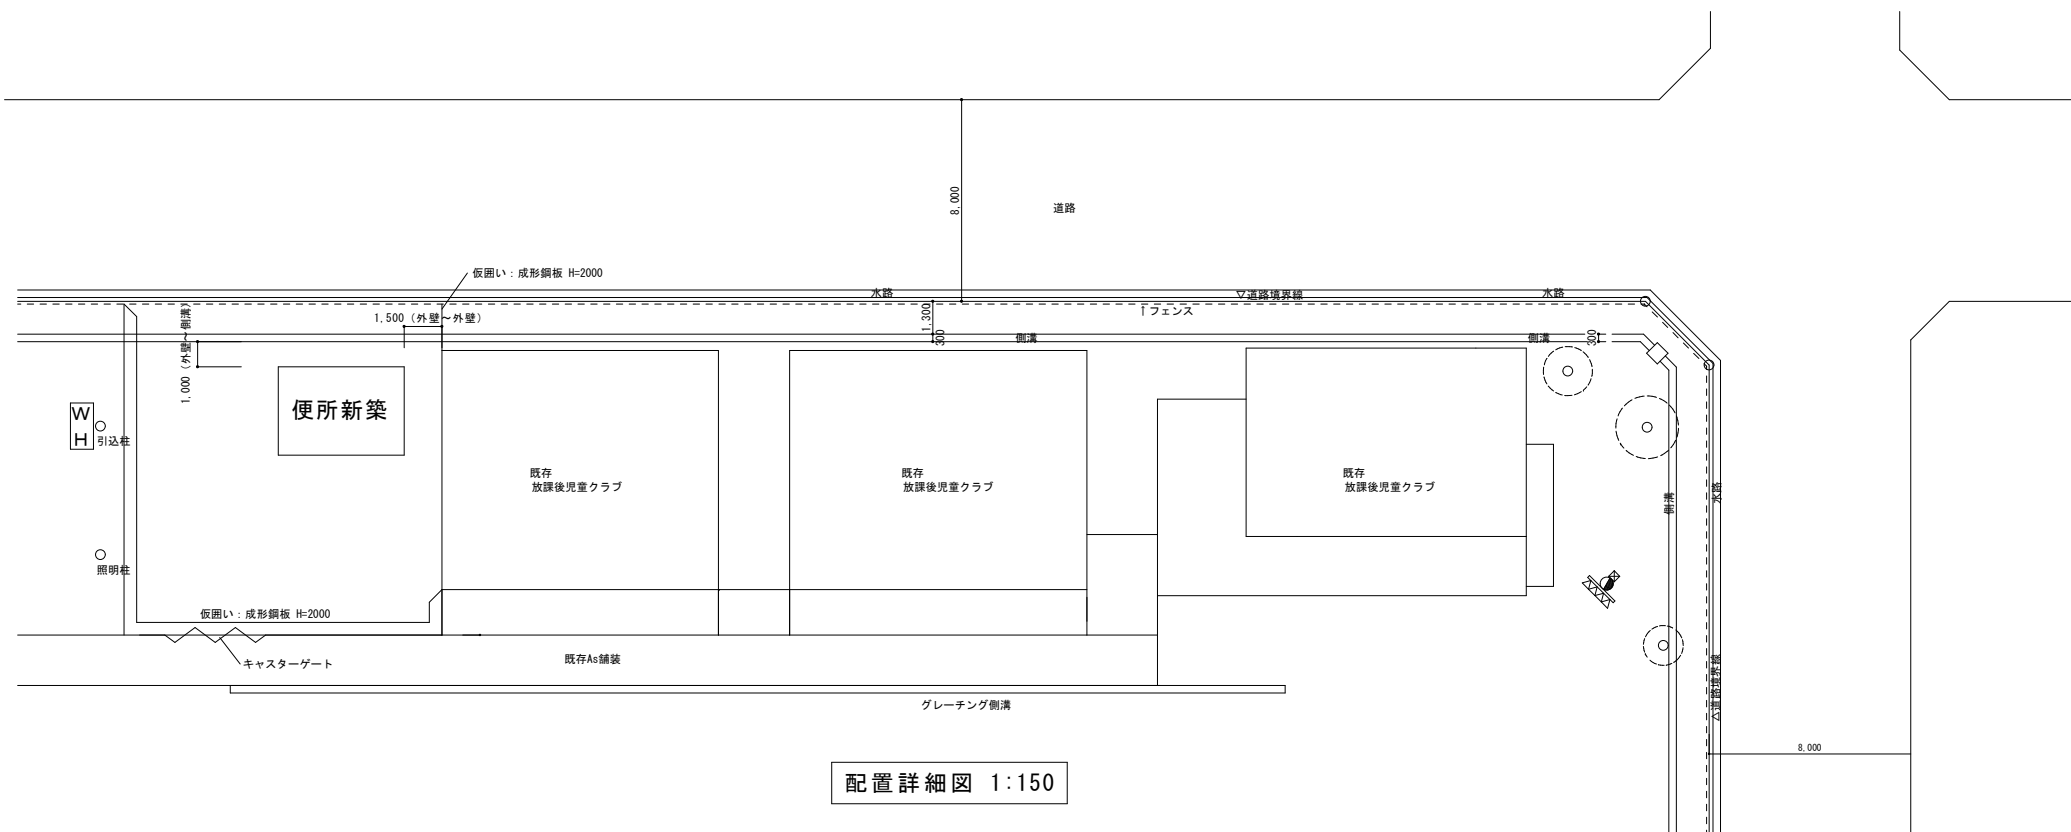 8,000
道路
仮囲い：成形鋼板 H=2000
水路
▽道路境界線
水路
1,500（外壁～外壁）
1,300
↑フェンス
1,000（外壁～側溝）
300
側溝
側溝
300
便所新築
W
H
引込柱
既存
放課後児童クラブ
既存
放課後児童クラブ
既存
放課後児童クラブ
側溝
水路
照明柱
仮囲い：成形鋼板 H=2000
キャスターゲート
既存As舗装
△道路境界線
グレーチング側溝
8,000
配置詳細図 1:150